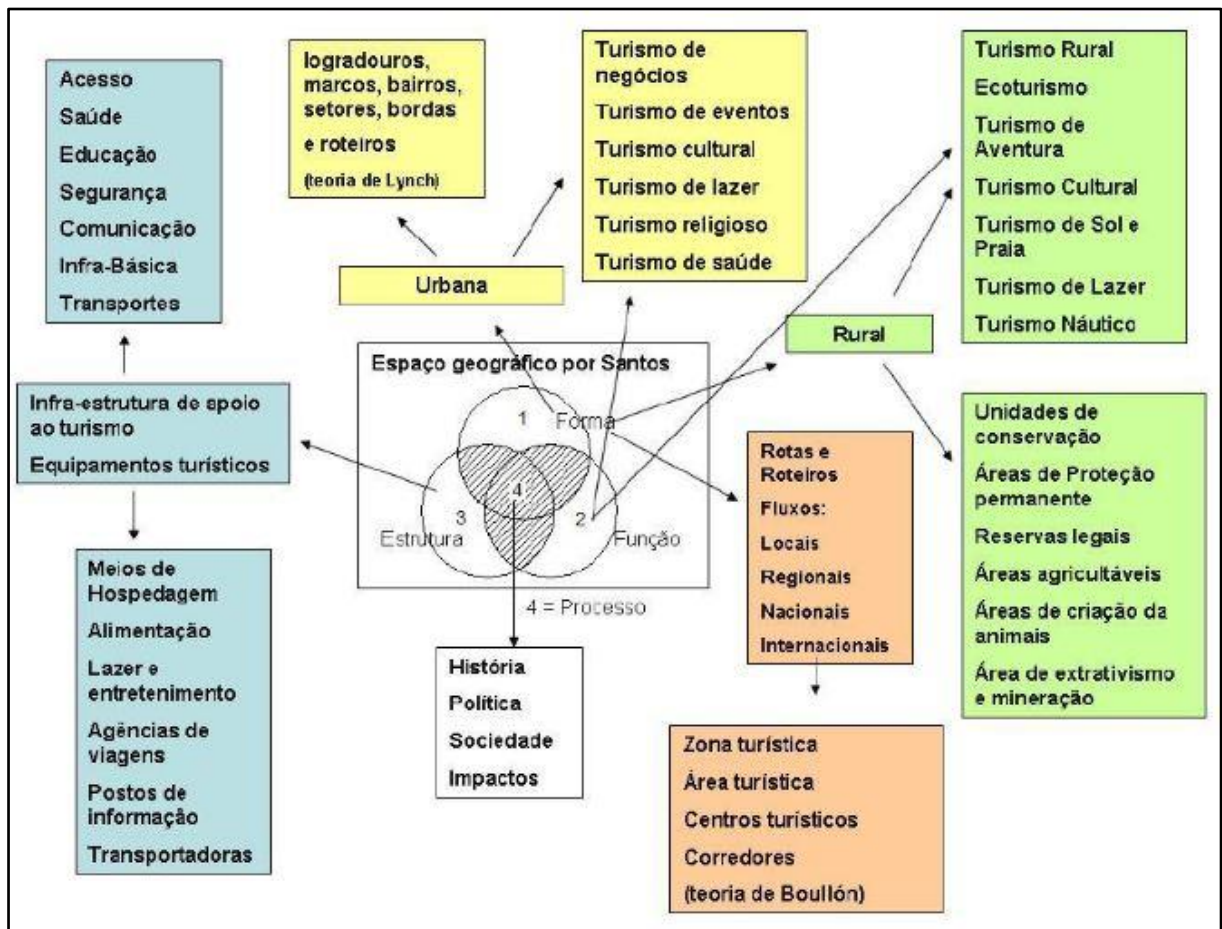 Acesso
Saúde
Educação
Segurança
Comunicação
Infra-Básica
Transportes
logradouros,
marcos, bairros,
setores, bordas
e roteiros
(teoria de Lynch)
Turismo de
negócios
Turismo de eventos
Turismo cultural
Turismo de lazer
Turismo religioso
Turismo de saúde
Turismo Rural
Ecoturismo
Turismo de
Aventura
Turismo Cultural
Turismo de Sol e
Praia
Turismo de Lazer
Turismo Náutico
Urbana
Rural
Infra-estrutura de apoio
ao turismo
Equipamentos turísticos
Espaço geográfico por Santos
1
Forma
4
3
2
Estrutura
Função
4 = Processo
Rotas e
Roteiros
Fluxos:
Locais
Regionais
Nacionais
Internacionais
Unidades de
conservação
Áreas de Proteção
permanente
Reservas legais
Áreas agricultáveis
Áreas de criação da
animais
Área de extrativismo
e mineração
Meios de
Hospedagem
Alimentação
Lazer e
entretenimento
Agências de
viagens
Postos de
informação
Transportadoras
História
Política
Sociedade
Impactos
Zona turística
Área turística
Centros turísticos
Corredores
(teoria de Boullón)